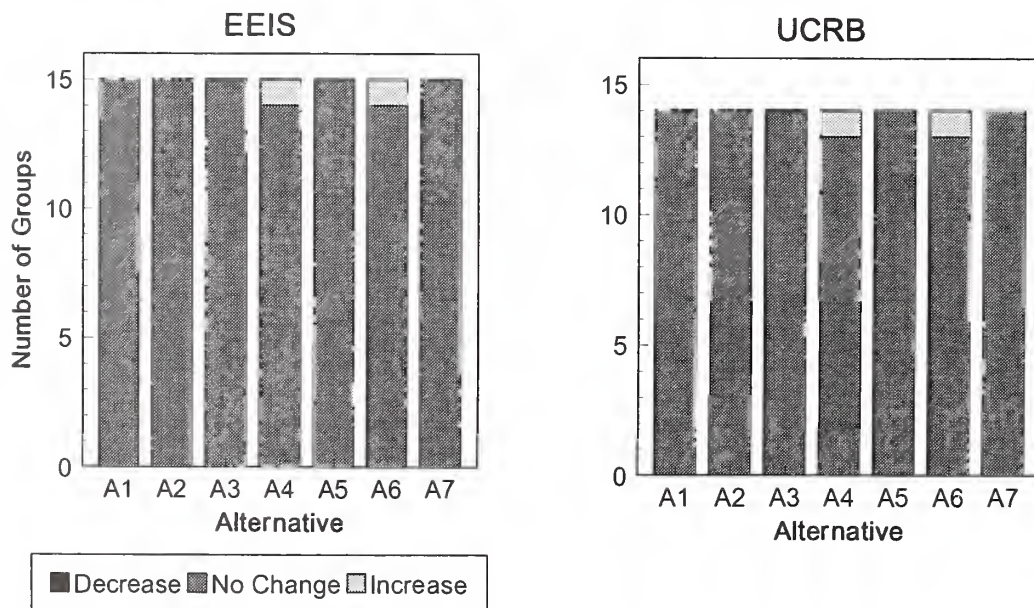 EEIS
15
10
5
0
Number of Groups
A1 A2 A3 A4 A5 A6 A7
Alternative
UCRB
15
10
5
0
A1 A2 A3 A4 A5 A6 A7
Alternative
Decrease No Change Increase